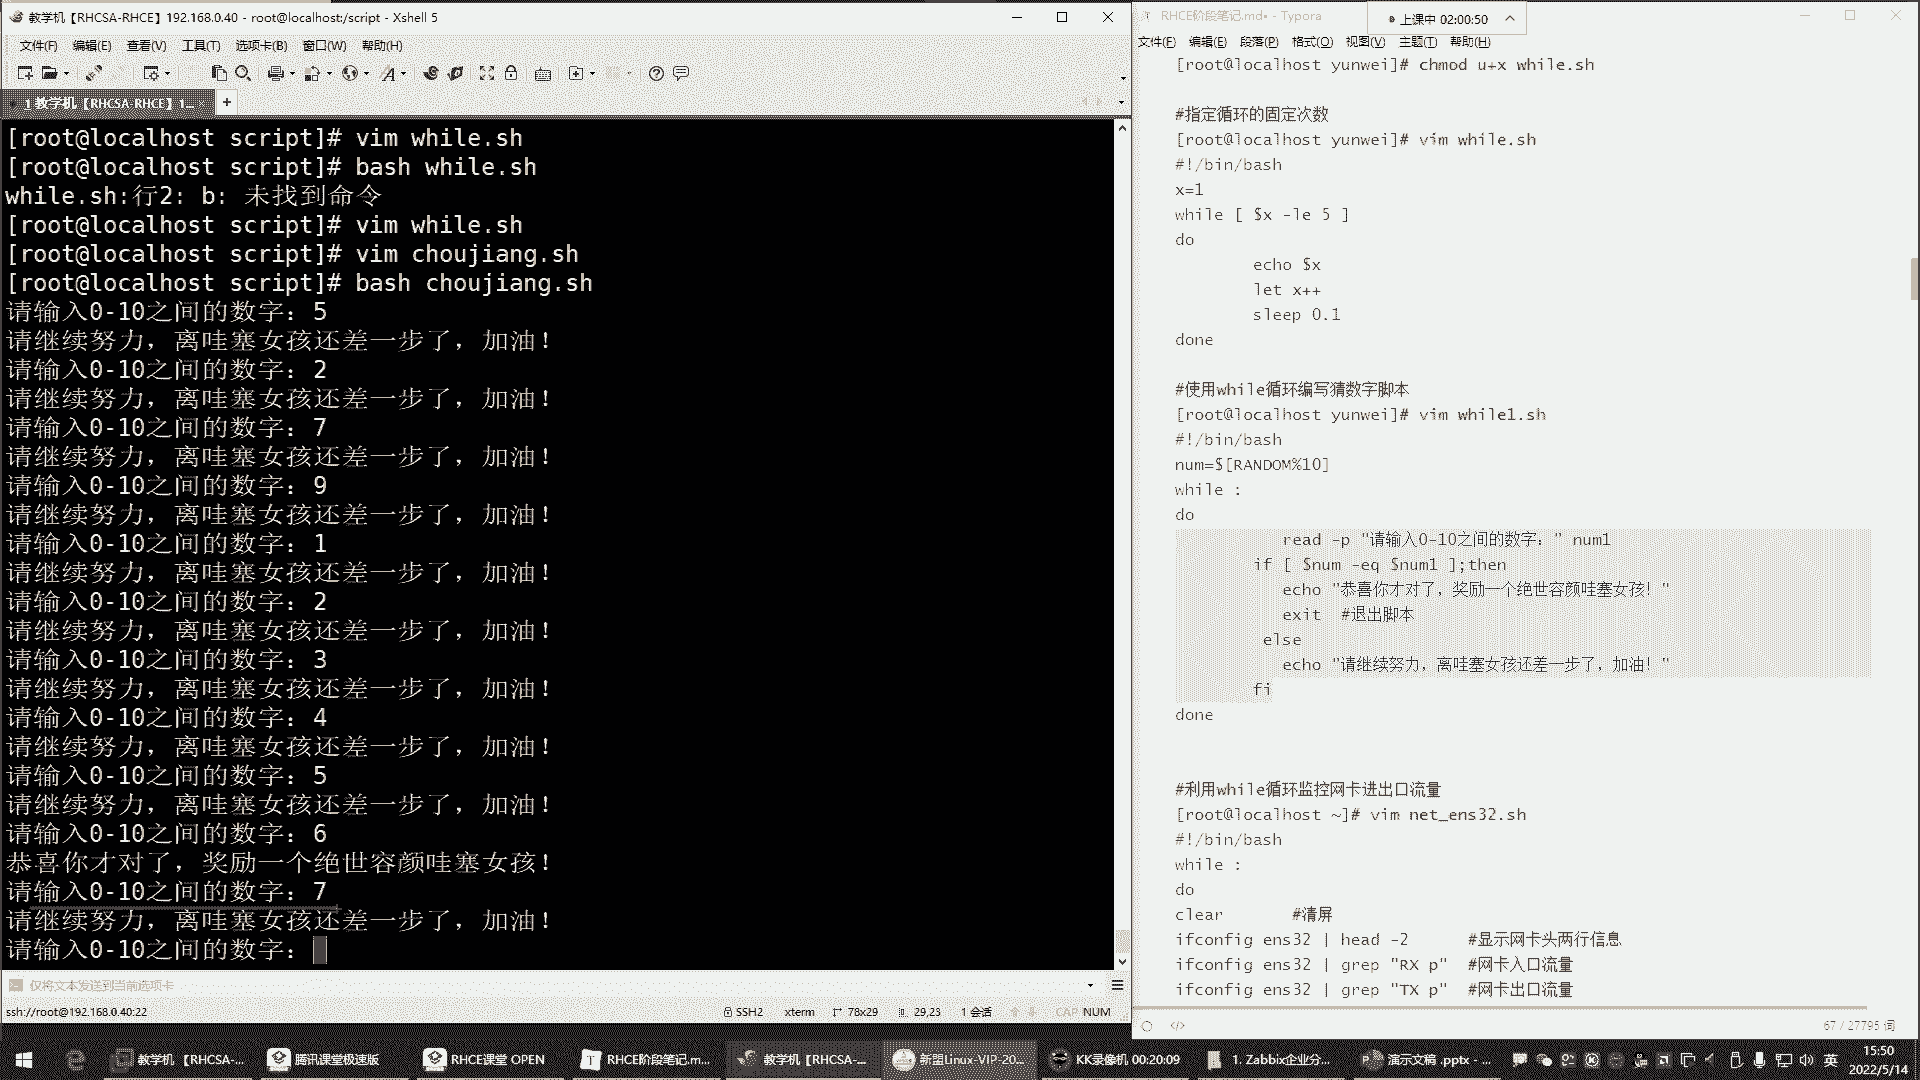 教学机【RHCSA-RHCE】192.168.0.40 - root@localhost:/script - Xshell 5
文件(F) 编辑(E) 查看(V) 工具(T) 选项卡(B) 窗口(W) 帮助(H)
1 教学机【RHCSA-RHCE】1...
[root@localhost script]# vim while.sh
[root@localhost script]# bash while.sh
while.sh:行2: b: 未找到命令
[root@localhost script]# vim while.sh
[root@localhost script]# vim choujiang.sh
[root@localhost script]# bash choujiang.sh
请输入0-10之间的数字：5
请继续努力，离哇塞女孩还差一步了，加油！
请输入0-10之间的数字：2
请继续努力，离哇塞女孩还差一步了，加油！
请输入0-10之间的数字：7
请继续努力，离哇塞女孩还差一步了，加油！
请输入0-10之间的数字：9
请继续努力，离哇塞女孩还差一步了，加油！
请输入0-10之间的数字：1
请继续努力，离哇塞女孩还差一步了，加油！
请输入0-10之间的数字：2
请继续努力，离哇塞女孩还差一步了，加油！
请输入0-10之间的数字：3
请继续努力，离哇塞女孩还差一步了，加油！
请输入0-10之间的数字：4
请继续努力，离哇塞女孩还差一步了，加油！
请输入0-10之间的数字：5
请继续努力，离哇塞女孩还差一步了，加油！
请输入0-10之间的数字：6
恭喜你才对了，奖励一个绝世容颜哇塞女孩！
请输入0-10之间的数字：7
请继续努力，离哇塞女孩还差一步了，加油！
请输入0-10之间的数字：
仅将文本发送到当前选项卡
ssh://root@192.168.0.40:22 SSH2 xterm 78x29 29,23 1 会话 CAP NUM
RHCE阶段笔记.md• - Typora
上课中 02:00:50
文件(F) 编辑(E) 段落(P) 格式(O) 视图(V) 主题(T) 帮助(H)
[root@localhost yunwei]# chmod u+x while.sh
#指定循环的固定次数
[root@localhost yunwei]# vim while.sh
#!/bin/bash
x=1
while [ $x -le 5 ]
do
echo $x
let x++
sleep 0.1
done
#使用while循环编写猜数字脚本
[root@localhost yunwei]# vim while1.sh
#!/bin/bash
num=$[RANDOM%10]
while :
do
read -p "请输入0-10之间的数字：" num1
if [ $num -eq $num1 ];then
echo "恭喜你才对了，奖励一个绝世容颜哇塞女孩！"
exit #退出脚本
else
echo "请继续努力，离哇塞女孩还差一步了，加油！"
fi
done
#利用while循环监控网卡进出口流量
[root@localhost ~]# vim net_ens32.sh
#!/bin/bash
while :
do
clear #清屏
ifconfig ens32 | head -2 #显示网卡头两行信息
ifconfig ens32 | grep "RX p" #网卡入口流量
ifconfig ens32 | grep "TX p" #网卡出口流量
67 / 27795 词
教学机【RHCSA-... 腾讯课堂极速版 RHCE课堂 OPEN RHCE阶段笔记.m... 教学机【RHCSA-... 新盟Linux-VIP-20... KK录像机 00:20:09 1. Zabbix企业分... 演示文稿 .pptx - ... 英
15:50
2022/5/14